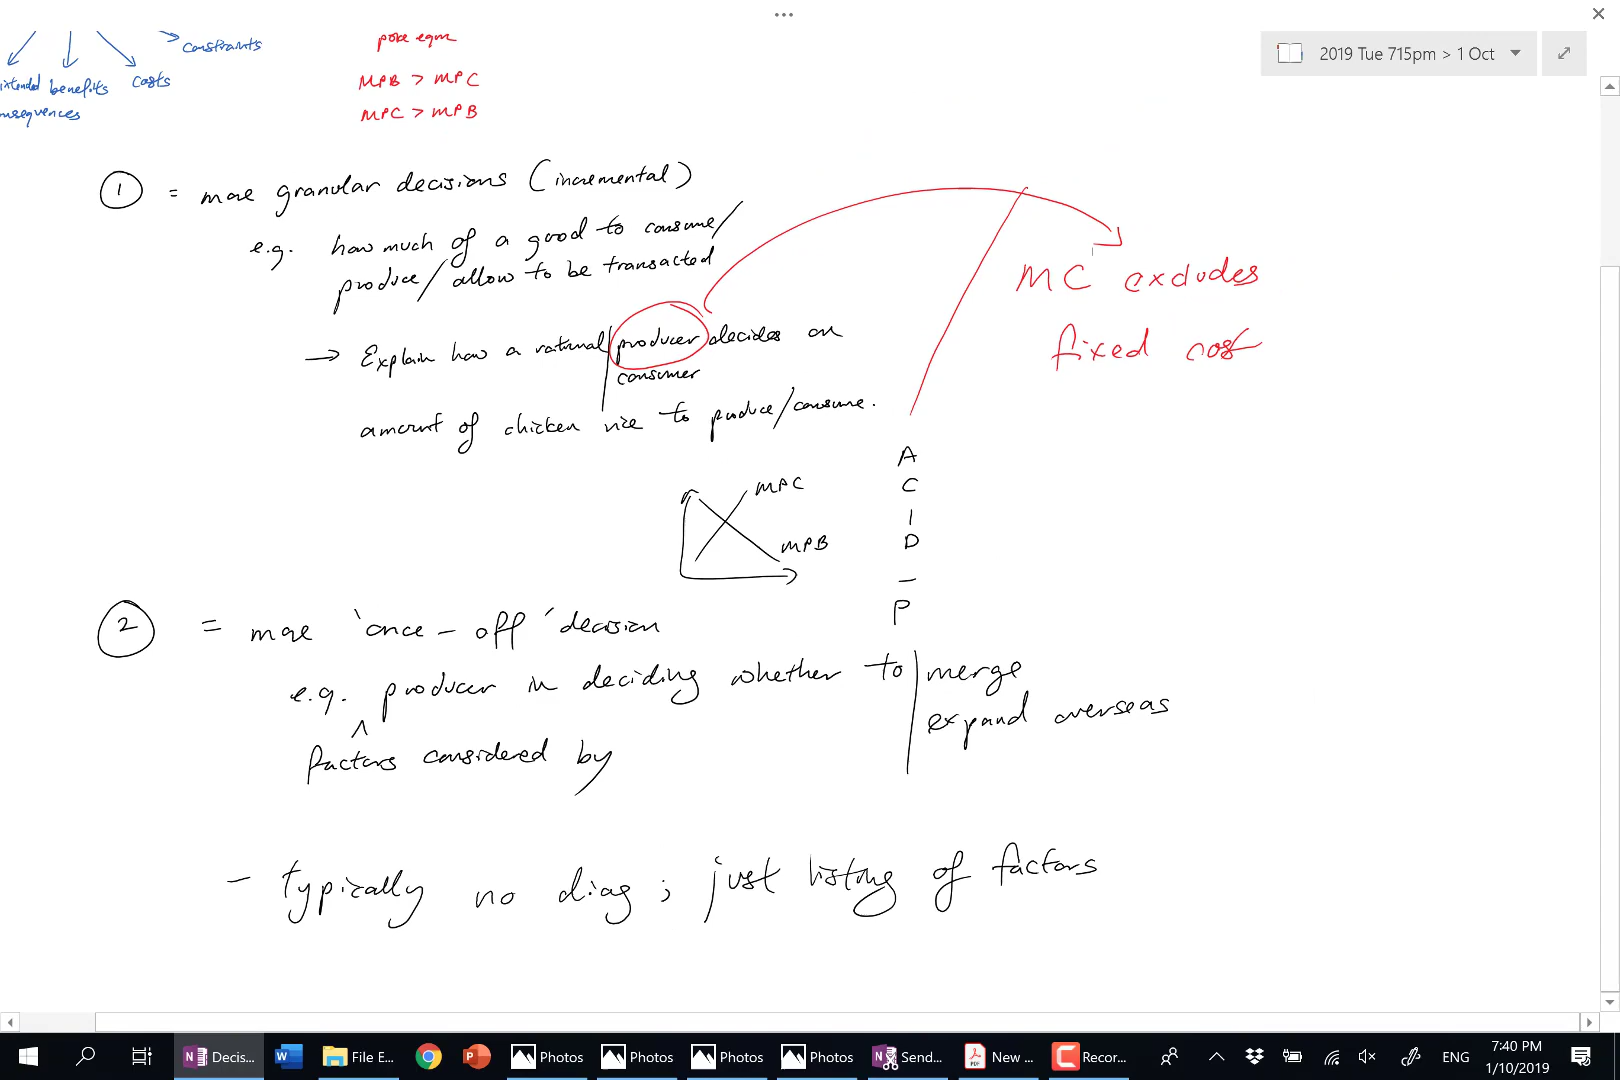 2019 Tue 715pm > 1 Oct
constraints
intended benefits costs
poke eqm
MPB > MPC
MPC > MPB
1 = more granular decisions (incremental)
e.g. how much of a good to consume/
produce/allow to be transacted
→ Explain how a rational producer decides on
consumer
amount of chicken rice to produce/consume.
MC excludes
fixed cost
MPC
MPB
A
C
I
D
–
P
2 = more 'once-off' decision
e.g. producer in deciding whether to merge
expand overseas
^
factors considered by
– typically no diag; just listing of factors
Decis...
File E...
Photos
Photos
Photos
Photos
Send...
New ...
Recor...
ENG
7:40 PM
1/10/2019